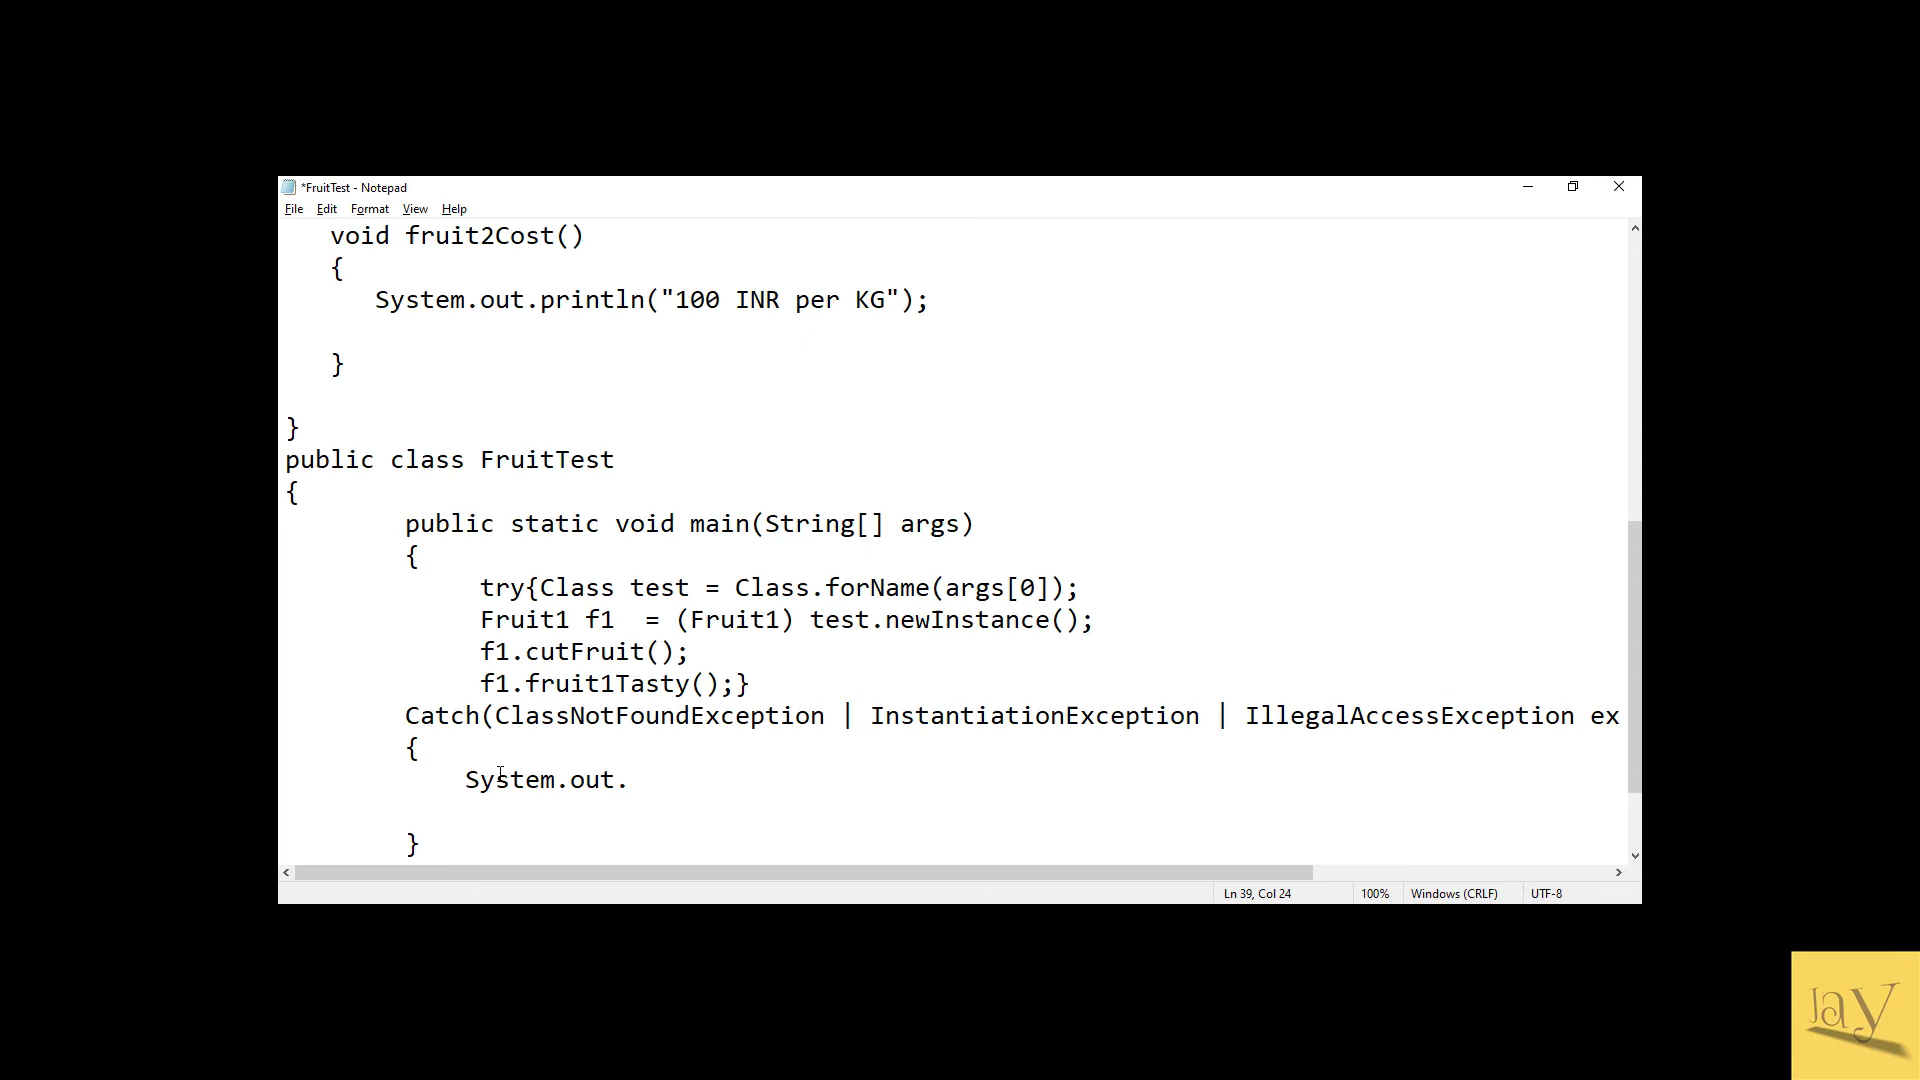 *FruitTest - Notepad
File Edit Format View Help
void fruit2Cost()
{
System.out.println("100 INR per KG");
}
}
public class FruitTest
{
public static void main(String[] args)
{
try{Class test = Class.forName(args[0]);
Fruit1 f1  = (Fruit1) test.newInstance();
f1.cutFruit();
f1.fruit1Tasty();}
Catch(ClassNotFoundException | InstantiationException | IllegalAccessException ex
{
System.out.
}
Ln 39, Col 24 100% Windows (CRLF) UTF-8
Jay